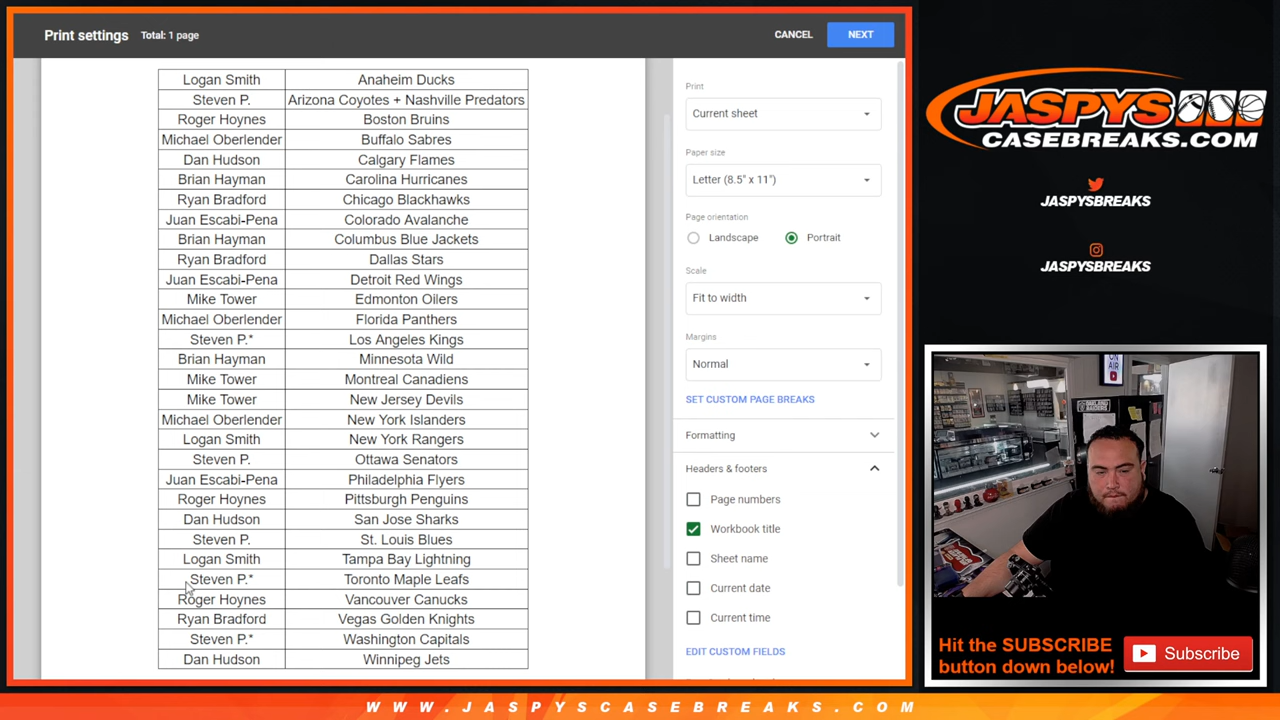 Print settings Total: 1 page CANCEL NEXT
Logan Smith Anaheim Ducks
Steven P. Arizona Coyotes + Nashville Predators
Roger Hoynes Boston Bruins
Michael Oberlender Buffalo Sabres
Dan Hudson Calgary Flames
Brian Hayman Carolina Hurricanes
Ryan Bradford Chicago Blackhawks
Juan Escabi-Pena Colorado Avalanche
Brian Hayman Columbus Blue Jackets
Ryan Bradford Dallas Stars
Juan Escabi-Pena Detroit Red Wings
Mike Tower Edmonton Oilers
Michael Oberlender Florida Panthers
Steven P.* Los Angeles Kings
Brian Hayman Minnesota Wild
Mike Tower Montreal Canadiens
Mike Tower New Jersey Devils
Michael Oberlender New York Islanders
Logan Smith New York Rangers
Steven P. Ottawa Senators
Juan Escabi-Pena Philadelphia Flyers
Roger Hoynes Pittsburgh Penguins
Dan Hudson San Jose Sharks
Steven P. St. Louis Blues
Logan Smith Tampa Bay Lightning
Steven P.* Toronto Maple Leafs
Roger Hoynes Vancouver Canucks
Ryan Bradford Vegas Golden Knights
Steven P.* Washington Capitals
Dan Hudson Winnipeg Jets
Print
Current sheet
Paper size
Letter (8.5" x 11")
Page orientation
Landscape Portrait
Scale
Fit to width
Margins
Normal
SET CUSTOM PAGE BREAKS
Formatting
Headers & footers
Page numbers
Workbook title
Sheet name
Current date
Current time
EDIT CUSTOM FIELDS
JASPYS
CASEBREAKS.COM
JASPYSBREAKS
JASPYSBREAKS
ON
AIR
Hit the SUBSCRIBE
button down below!
Subscribe
WWW.JASPYSCASEBREAKS.COM